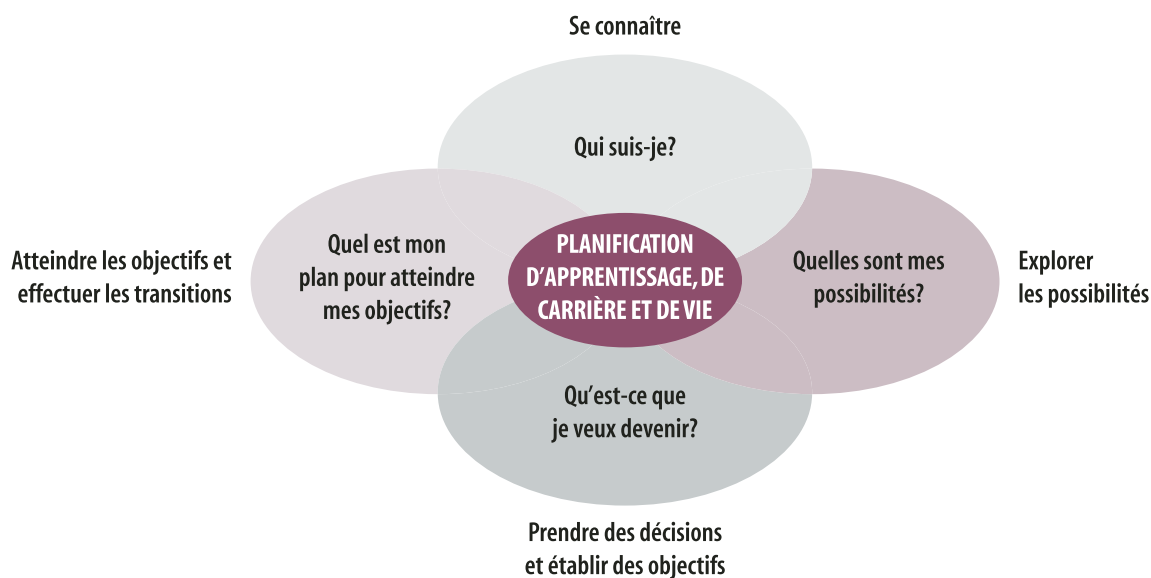 Se connaître
Qui suis-je?
Atteindre les objectifs et
effectuer les transitions
Quel est mon
plan pour atteindre
mes objectifs?
PLANIFICATION
D’APPRENTISSAGE, DE
CARRIÈRE ET DE VIE
Quelles sont mes
possibilités?
Explorer
les possibilités
Qu’est-ce que
je veux devenir?
Prendre des décisions
et établir des objectifs